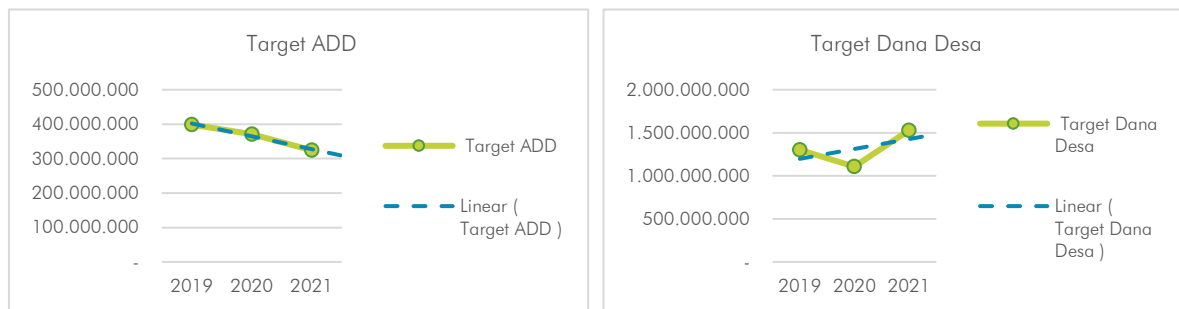 Target ADD
500.000.000
400.000.000
300.000.000
200.000.000
100.000.000
-
2019 2020 2021
Target ADD
Linear (
Target ADD )
Target Dana Desa
2.000.000.000
1.500.000.000
1.000.000.000
500.000.000
-
2019 2020 2021
Target Dana
Desa
Linear (
Target Dana
Desa )